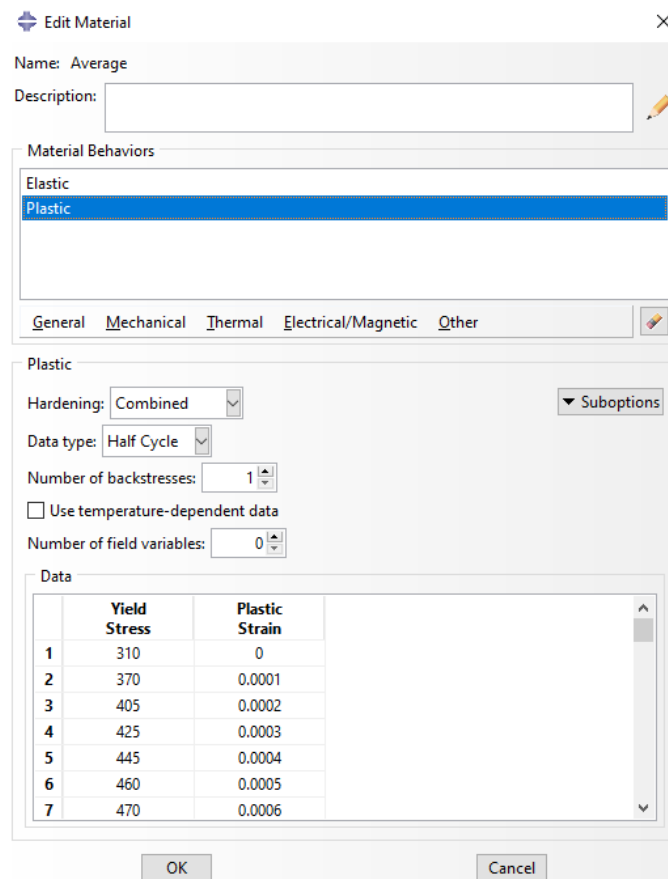 Edit Material
Name: Average
Description:
Material Behaviors
Elastic
Plastic
General Mechanical Thermal Electrical/Magnetic Other
Plastic
Hardening: Combined Suboptions
Data type: Half Cycle
Number of backstresses: 1
Use temperature-dependent data
Number of field variables: 0
Data
Yield Stress Plastic Strain
1 310 0
2 370 0.0001
3 405 0.0002
4 425 0.0003
5 445 0.0004
6 460 0.0005
7 470 0.0006
OK Cancel